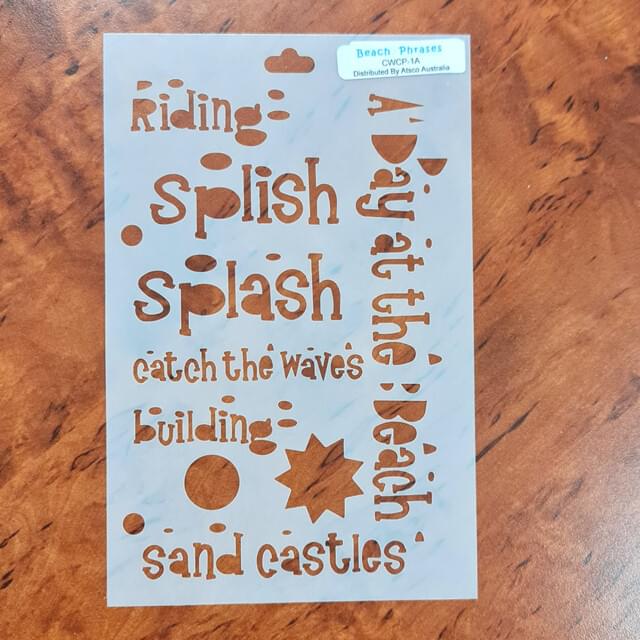 Beach Phrases
CWCP-1A
Distributed By Atsco Australia
Riding
splish
splash
catch the waves
building
sand castles
A Day at the Beach